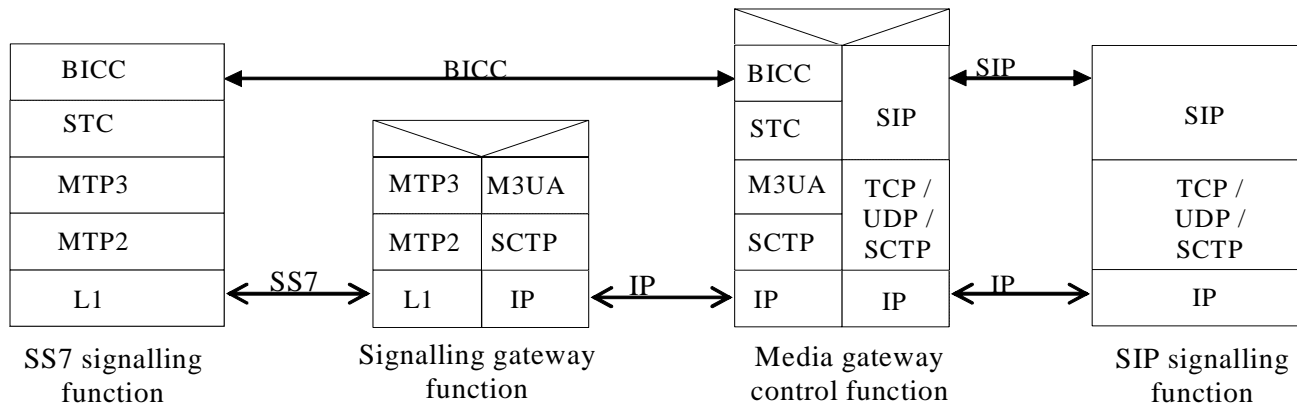 BICC
STC
MTP3
MTP2
L1
SS7 signalling
function
BICC
SS7
MTP3
M3UA
MTP2
SCTP
L1
IP
Signalling gateway
function
IP
BICC
STC
M3UA
SCTP
IP
SIP
TCP /
UDP /
SCTP
IP
Media gateway
control function
SIP
IP
SIP
TCP /
UDP /
SCTP
IP
SIP signalling
function